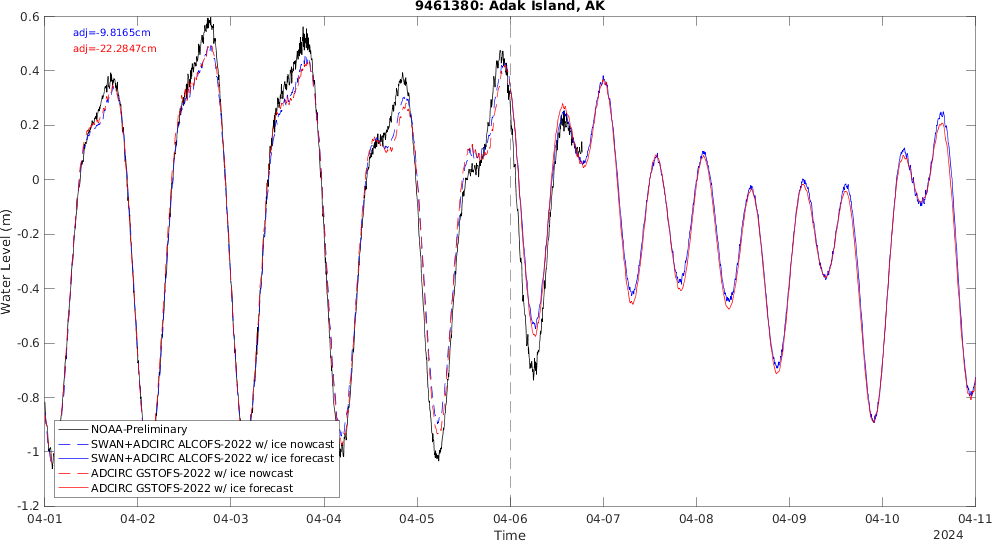 9461380: Adak Island, AK
adj=-9.8165cm
adj=-22.2847cm
0.6
0.4
0.2
0
-0.2
-0.4
-0.6
-0.8
-1
-1.2
Water Level (m)
NOAA-Preliminary
SWAN+ADCIRC ALCOFS-2022 w/ ice nowcast
SWAN+ADCIRC ALCOFS-2022 w/ ice forecast
ADCIRC GSTOFS-2022 w/ ice nowcast
ADCIRC GSTOFS-2022 w/ ice forecast
04-01 04-02 04-03 04-04 04-05 04-06 04-07 04-08 04-09 04-10 04-11
Time
2024